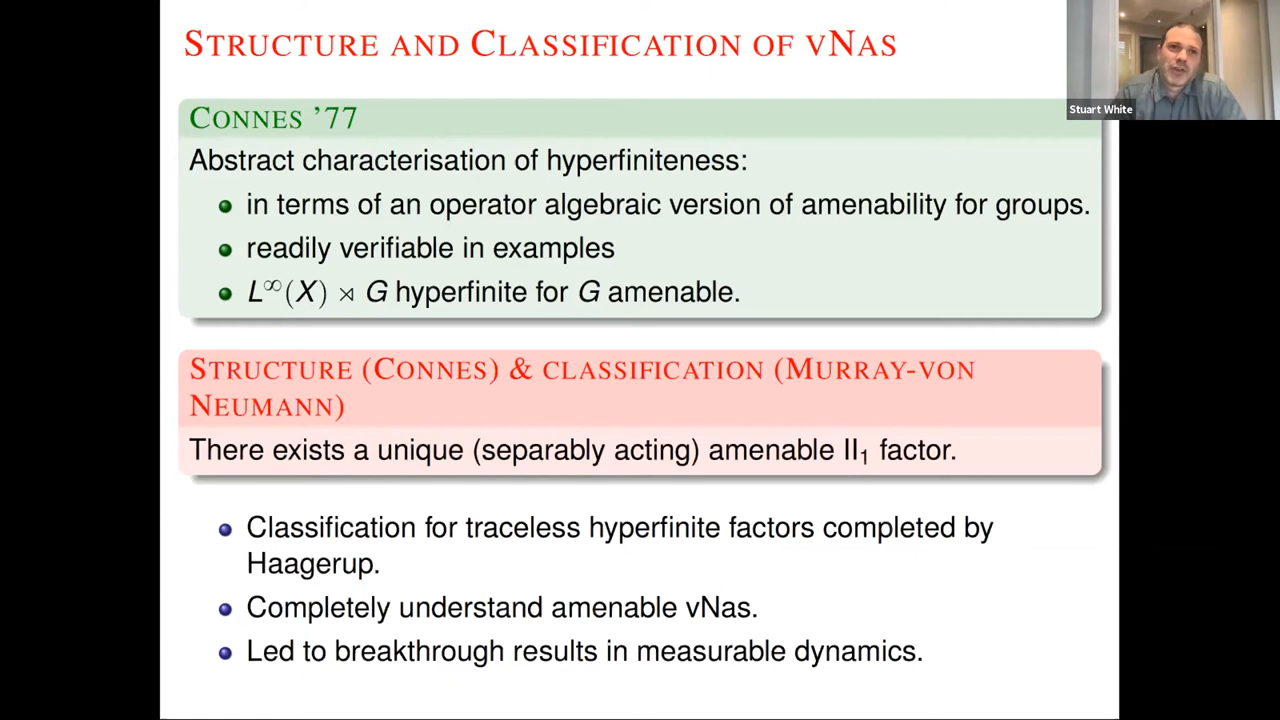 STRUCTURE AND CLASSIFICATION OF VNAS
Stuart White
CONNES ’77
Abstract characterisation of hyperfiniteness:
in terms of an operator algebraic version of amenability for groups.
readily verifiable in examples
L∞(X) ⋊ G hyperfinite for G amenable.
STRUCTURE (CONNES) & CLASSIFICATION (MURRAY-VON
NEUMANN)
There exists a unique (separably acting) amenable II₁ factor.
Classification for traceless hyperfinite factors completed by
Haagerup.
Completely understand amenable vNas.
Led to breakthrough results in measurable dynamics.